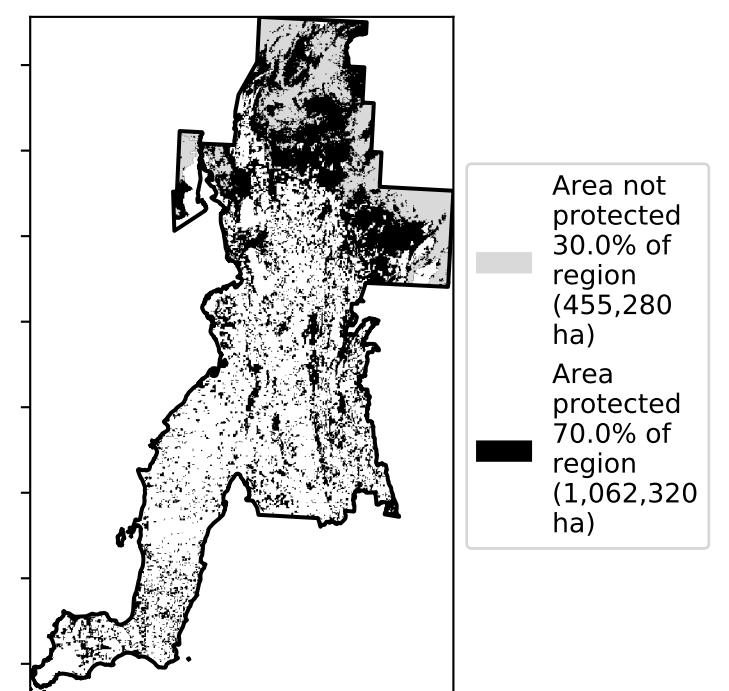 Area not
protected
30.0% of
region
(455,280
ha)
Area
protected
70.0% of
region
(1,062,320
ha)